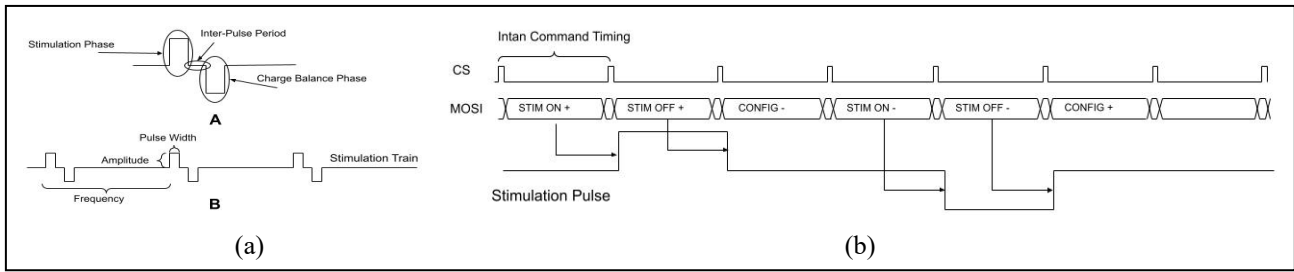 Stimulation Phase
Inter-Pulse Period
Charge Balance Phase
A
Pulse Width
Amplitude
Stimulation Train
Frequency
B
(a)
Intan Command Timing
CS
MOSI
STIM ON +
STIM OFF +
CONFIG -
STIM ON -
STIM OFF -
CONFIG +
Stimulation Pulse
(b)